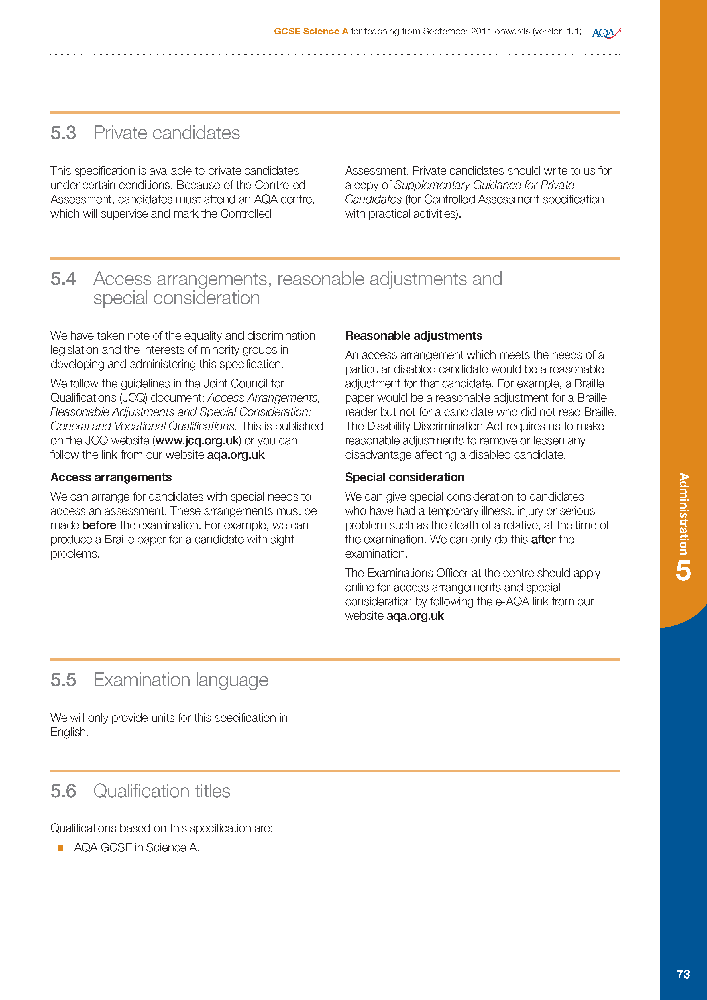 GCSE Science A for teaching from September 2011 onwards (version 1.1)
AQA
5.3 Private candidates
This specification is available to private candidates
under certain conditions. Because of the Controlled
Assessment, candidates must attend an AQA centre,
which will supervise and mark the Controlled
Assessment. Private candidates should write to us for
a copy of Supplementary Guidance for Private
Candidates (for Controlled Assessment specification
with practical activities).
5.4 Access arrangements, reasonable adjustments and
special consideration
We have taken note of the equality and discrimination
legislation and the interests of minority groups in
developing and administering this specification.
We follow the guidelines in the Joint Council for
Qualifications (JCQ) document: Access Arrangements,
Reasonable Adjustments and Special Consideration:
General and Vocational Qualifications. This is published
on the JCQ website (www.jcq.org.uk) or you can
follow the link from our website aqa.org.uk
Access arrangements
We can arrange for candidates with special needs to
access an assessment. These arrangements must be
made before the examination. For example, we can
produce a Braille paper for a candidate with sight
problems.
Reasonable adjustments
An access arrangement which meets the needs of a
particular disabled candidate would be a reasonable
adjustment for that candidate. For example, a Braille
paper would be a reasonable adjustment for a Braille
reader but not for a candidate who did not read Braille.
The Disability Discrimination Act requires us to make
reasonable adjustments to remove or lessen any
disadvantage affecting a disabled candidate.
Special consideration
We can give special consideration to candidates
who have had a temporary illness, injury or serious
problem such as the death of a relative, at the time of
the examination. We can only do this after the
examination.
The Examinations Officer at the centre should apply
online for access arrangements and special
consideration by following the e-AQA link from our
website aqa.org.uk
5.5 Examination language
We will only provide units for this specification in
English.
5.6 Qualification titles
Qualifications based on this specification are:
■ AQA GCSE in Science A.
Administration 5
73